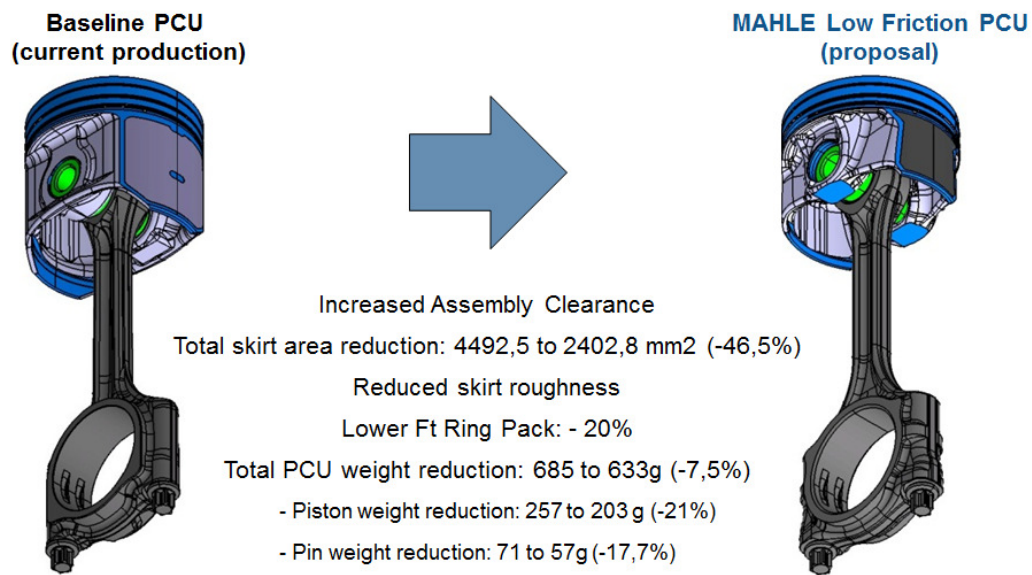 Baseline PCU
(current production)
MAHLE Low Friction PCU
(proposal)
Increased Assembly Clearance
Total skirt area reduction: 4492,5 to 2402,8 mm2 (-46,5%)
Reduced skirt roughness
Lower Ft Ring Pack: - 20%
Total PCU weight reduction: 685 to 633g (-7,5%)
- Piston weight reduction: 257 to 203 g (-21%)
- Pin weight reduction: 71 to 57g (-17,7%)